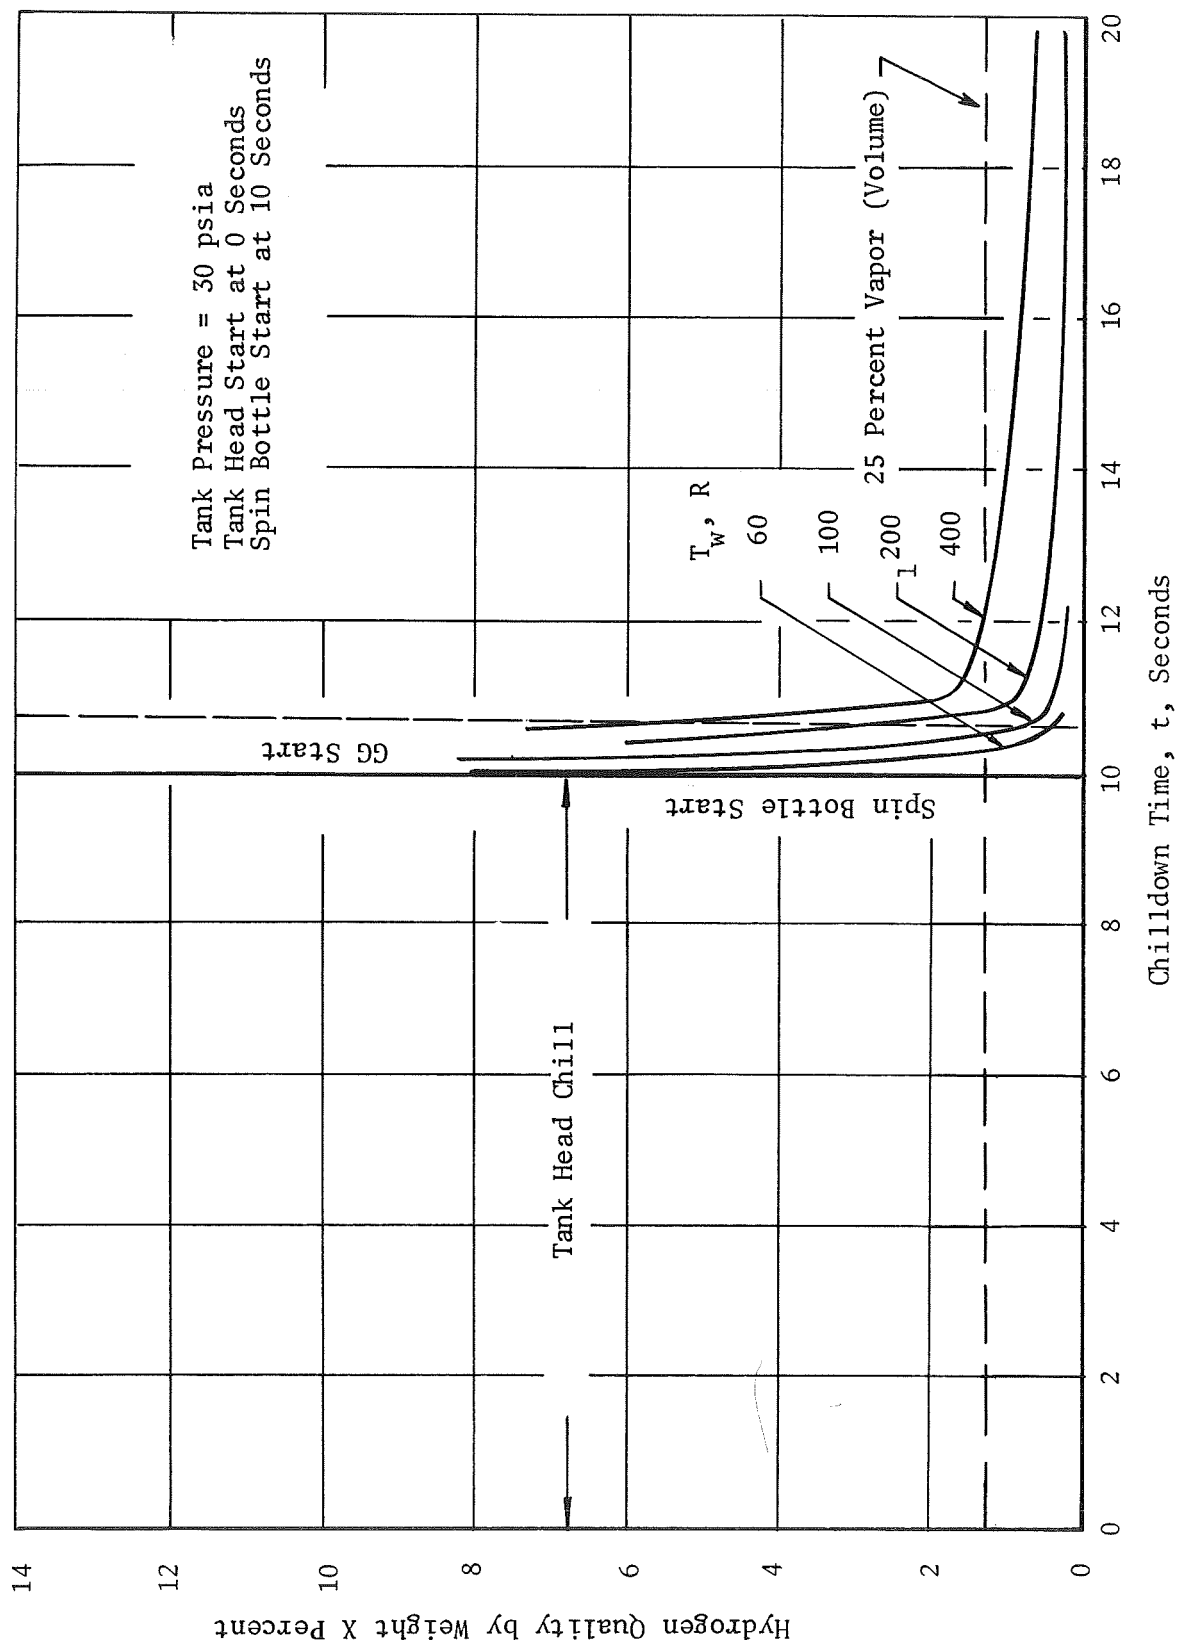 Tank Pressure = 30 psia
Tank Head Start at 0 Seconds
Spin Bottle Start at 10 Seconds
GG Start
Tank Head Chill
Spin Bottle Start
T_w, R
60
100
200
400
25 Percent Vapor (Volume)
14
12
10
8
6
4
2
0
Hydrogen Quality by Weight X Percent
0
2
4
6
8
10
12
14
16
18
20
Chilldown Time, t, Seconds